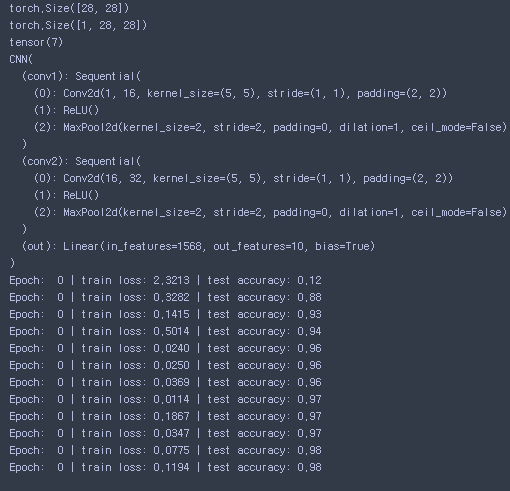 torch.Size([28, 28])
torch.Size([1, 28, 28])
tensor(7)
CNN(
  (conv1): Sequential(
    (0): Conv2d(1, 16, kernel_size=(5, 5), stride=(1, 1), padding=(2, 2))
    (1): ReLU()
    (2): MaxPool2d(kernel_size=2, stride=2, padding=0, dilation=1, ceil_mode=False)
  )
  (conv2): Sequential(
    (0): Conv2d(16, 32, kernel_size=(5, 5), stride=(1, 1), padding=(2, 2))
    (1): ReLU()
    (2): MaxPool2d(kernel_size=2, stride=2, padding=0, dilation=1, ceil_mode=False)
  )
  (out): Linear(in_features=1568, out_features=10, bias=True)
)
Epoch:  0 | train loss: 2.3213 | test accuracy: 0.12
Epoch:  0 | train loss: 0.3282 | test accuracy: 0.88
Epoch:  0 | train loss: 0.1415 | test accuracy: 0.93
Epoch:  0 | train loss: 0.5014 | test accuracy: 0.94
Epoch:  0 | train loss: 0.0240 | test accuracy: 0.96
Epoch:  0 | train loss: 0.0250 | test accuracy: 0.96
Epoch:  0 | train loss: 0.0369 | test accuracy: 0.96
Epoch:  0 | train loss: 0.0114 | test accuracy: 0.97
Epoch:  0 | train loss: 0.1867 | test accuracy: 0.97
Epoch:  0 | train loss: 0.0347 | test accuracy: 0.97
Epoch:  0 | train loss: 0.0775 | test accuracy: 0.98
Epoch:  0 | train loss: 0.1194 | test accuracy: 0.98